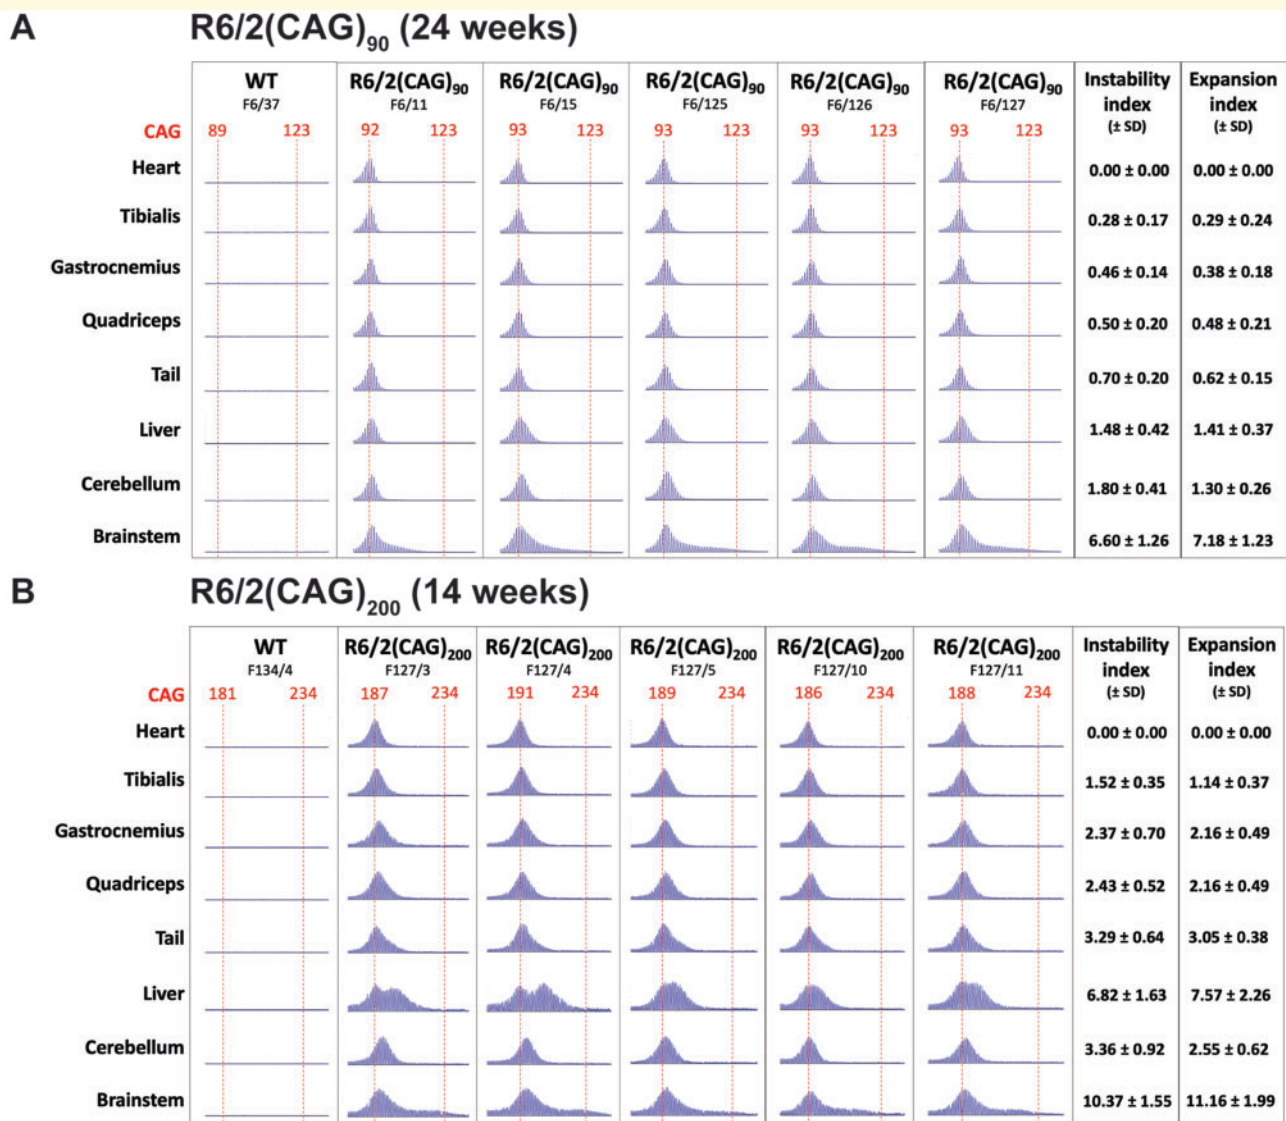 A R6/2(CAG)90 (24 weeks)
WT R6/2(CAG)90 R6/2(CAG)90 R6/2(CAG)90 R6/2(CAG)90 R6/2(CAG)90 Instability Expansion
F6/37 F6/11 F6/15 F6/125 F6/126 F6/127 index index
(± SD) (± SD)
CAG 89 123 92 123 93 123 93 123 93 123 93 123
Heart 0.00 ± 0.00 0.00 ± 0.00
Tibialis 0.28 ± 0.17 0.29 ± 0.24
Gastrocnemius 0.46 ± 0.14 0.38 ± 0.18
Quadriceps 0.50 ± 0.20 0.48 ± 0.21
Tail 0.70 ± 0.20 0.62 ± 0.15
Liver 1.48 ± 0.42 1.41 ± 0.37
Cerebellum 1.80 ± 0.41 1.30 ± 0.26
Brainstem 6.60 ± 1.26 7.18 ± 1.23
B R6/2(CAG)200 (14 weeks)
WT R6/2(CAG)200 R6/2(CAG)200 R6/2(CAG)200 R6/2(CAG)200 R6/2(CAG)200 Instability Expansion
F134/4 F127/3 F127/4 F127/5 F127/10 F127/11 index index
(± SD) (± SD)
CAG 181 234 187 234 191 234 189 234 186 234 188 234
Heart 0.00 ± 0.00 0.00 ± 0.00
Tibialis 1.52 ± 0.35 1.14 ± 0.37
Gastrocnemius 2.37 ± 0.70 2.16 ± 0.49
Quadriceps 2.43 ± 0.52 2.16 ± 0.49
Tail 3.29 ± 0.64 3.05 ± 0.38
Liver 6.82 ± 1.63 7.57 ± 2.26
Cerebellum 3.36 ± 0.92 2.55 ± 0.62
Brainstem 10.37 ± 1.55 11.16 ± 1.99